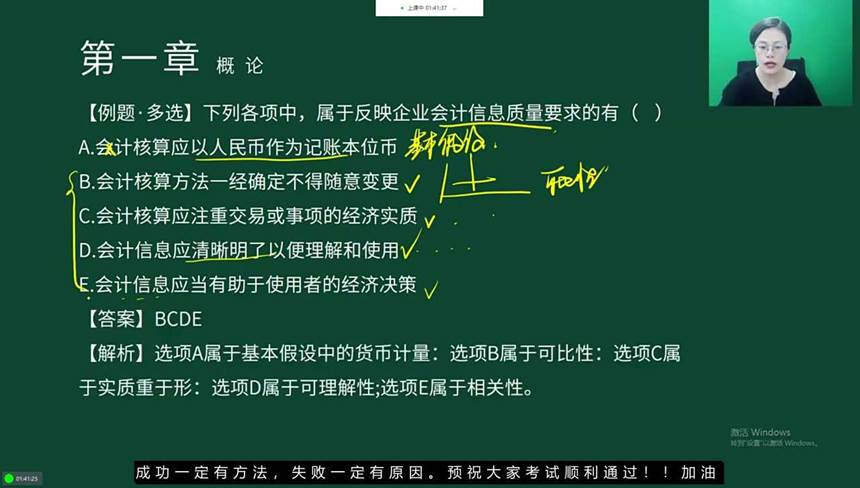 上课中 01:41:37
第一章 概 论
【例题·多选】下列各项中，属于反映企业会计信息质量要求的有（ ）
A.会计核算应以人民币作为记账本位币 基本假设.
B.会计核算方法一经确定不得随意变更 可比性
C.会计核算应注重交易或事项的经济实质
D.会计信息应清晰明了以便理解和使用
E.会计信息应当有助于使用者的经济决策
【答案】BCDE
【解析】选项A属于基本假设中的货币计量：选项B属于可比性：选项C属
于实质重于形：选项D属于可理解性;选项E属于相关性。
激活 Windows
转到"设置"以激活 Windows。
01:41:25
成功一定有方法，失败一定有原因。预祝大家考试顺利通过！！加油